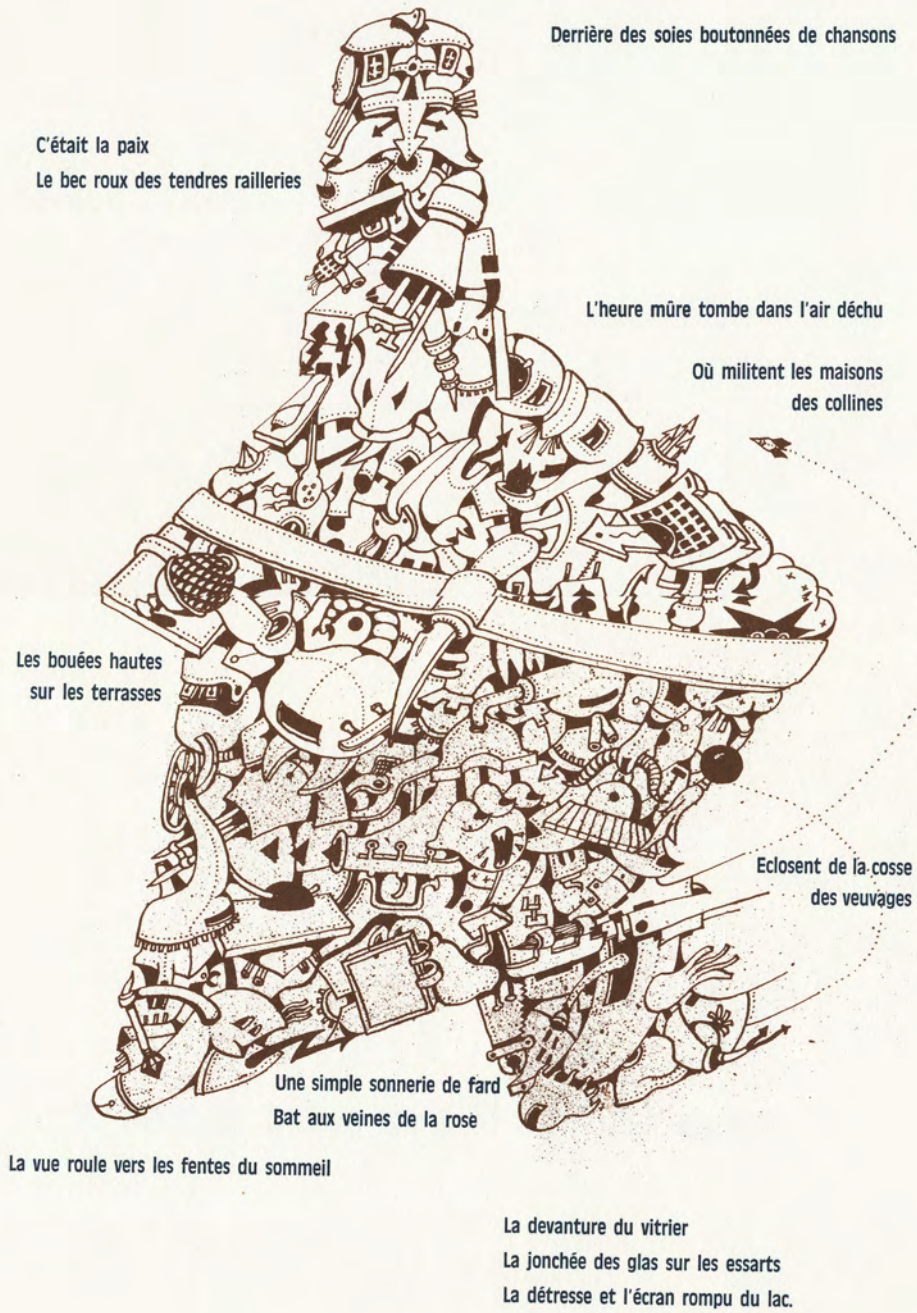 Derrière des soies boutonnées de chansons
C'était la paix
Le bec roux des tendres railleries
L'heure mûre tombe dans l'air déchu
Où militent les maisons
des collines
Les bouées hautes
sur les terrasses
Eclosent de la cosse
des veuvages
Une simple sonnerie de fard
Bat aux veines de la rose
La vue roule vers les fentes du sommeil
La devanture du vitrier
La jonchée des glas sur les essarts
La détresse et l'écran rompu du lac.